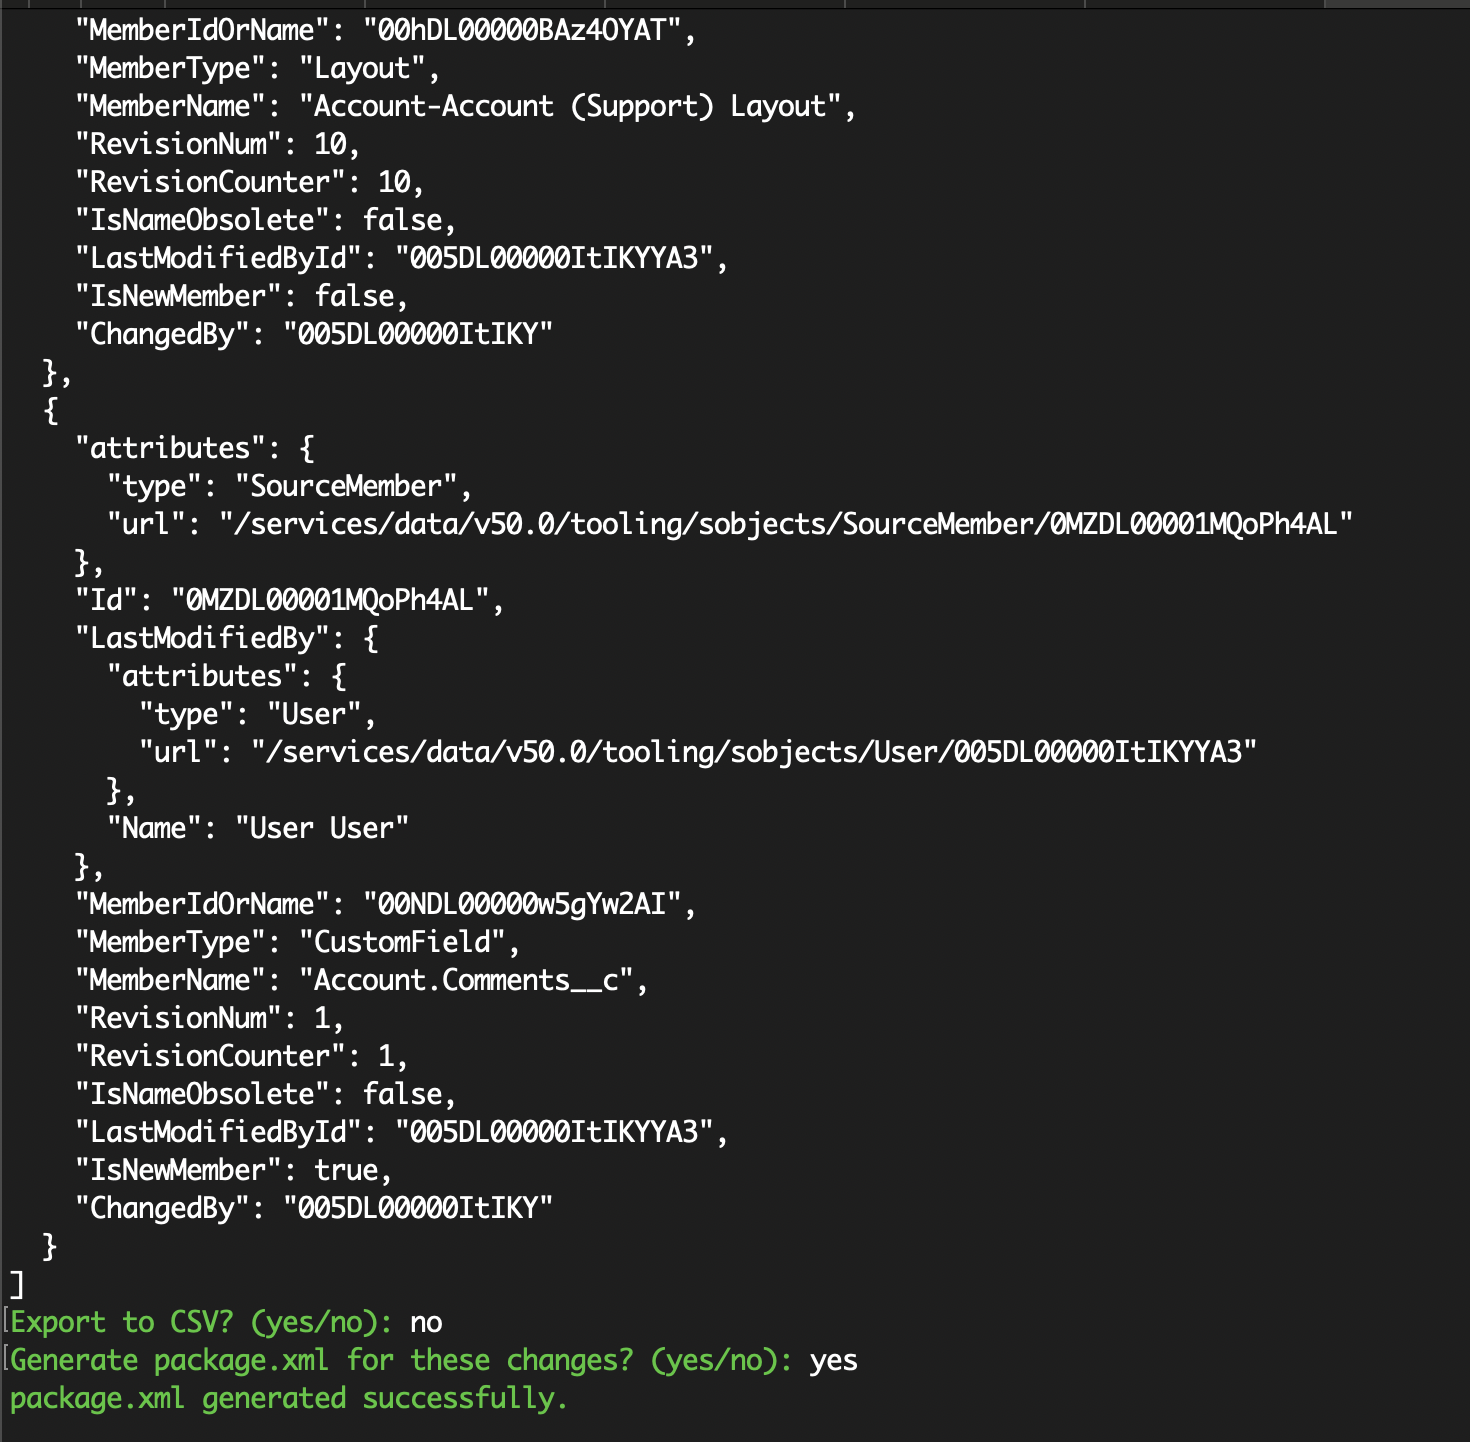 "MemberIdOrName": "00hDL00000BAz4OYAT",
"MemberType": "Layout",
"MemberName": "Account-Account (Support) Layout",
"RevisionNum": 10,
"RevisionCounter": 10,
"IsNameObsolete": false,
"LastModifiedById": "005DL00000ItIKYYA3",
"IsNewMember": false,
"ChangedBy": "005DL00000ItIKY"
},
{
"attributes": {
"type": "SourceMember",
"url": "/services/data/v50.0/tooling/sobjects/SourceMember/0MZDL00001MQoPh4AL"
},
"Id": "0MZDL00001MQoPh4AL",
"LastModifiedBy": {
"attributes": {
"type": "User",
"url": "/services/data/v50.0/tooling/sobjects/User/005DL00000ItIKYYA3"
},
"Name": "User User"
},
"MemberIdOrName": "00NDL00000w5gYw2AI",
"MemberType": "CustomField",
"MemberName": "Account.Comments__c",
"RevisionNum": 1,
"RevisionCounter": 1,
"IsNameObsolete": false,
"LastModifiedById": "005DL00000ItIKYYA3",
"IsNewMember": true,
"ChangedBy": "005DL00000ItIKY"
}
]
Export to CSV? (yes/no): no
Generate package.xml for these changes? (yes/no): yes
package.xml generated successfully.